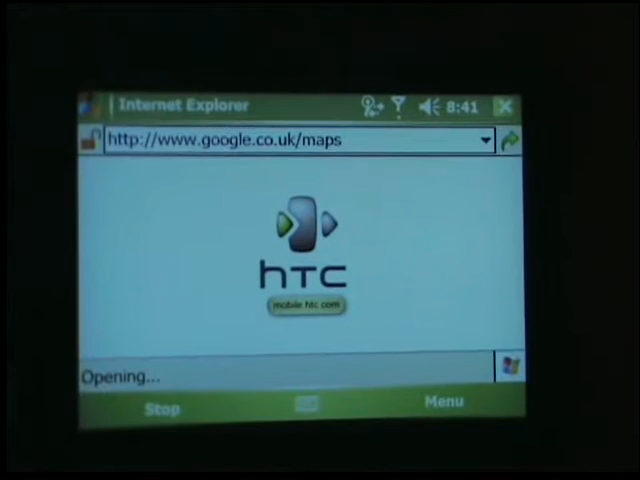 Internet Explorer 8:41
http://www.google.co.uk/maps
hTC
mobile htc com
Opening...
Stop Menu